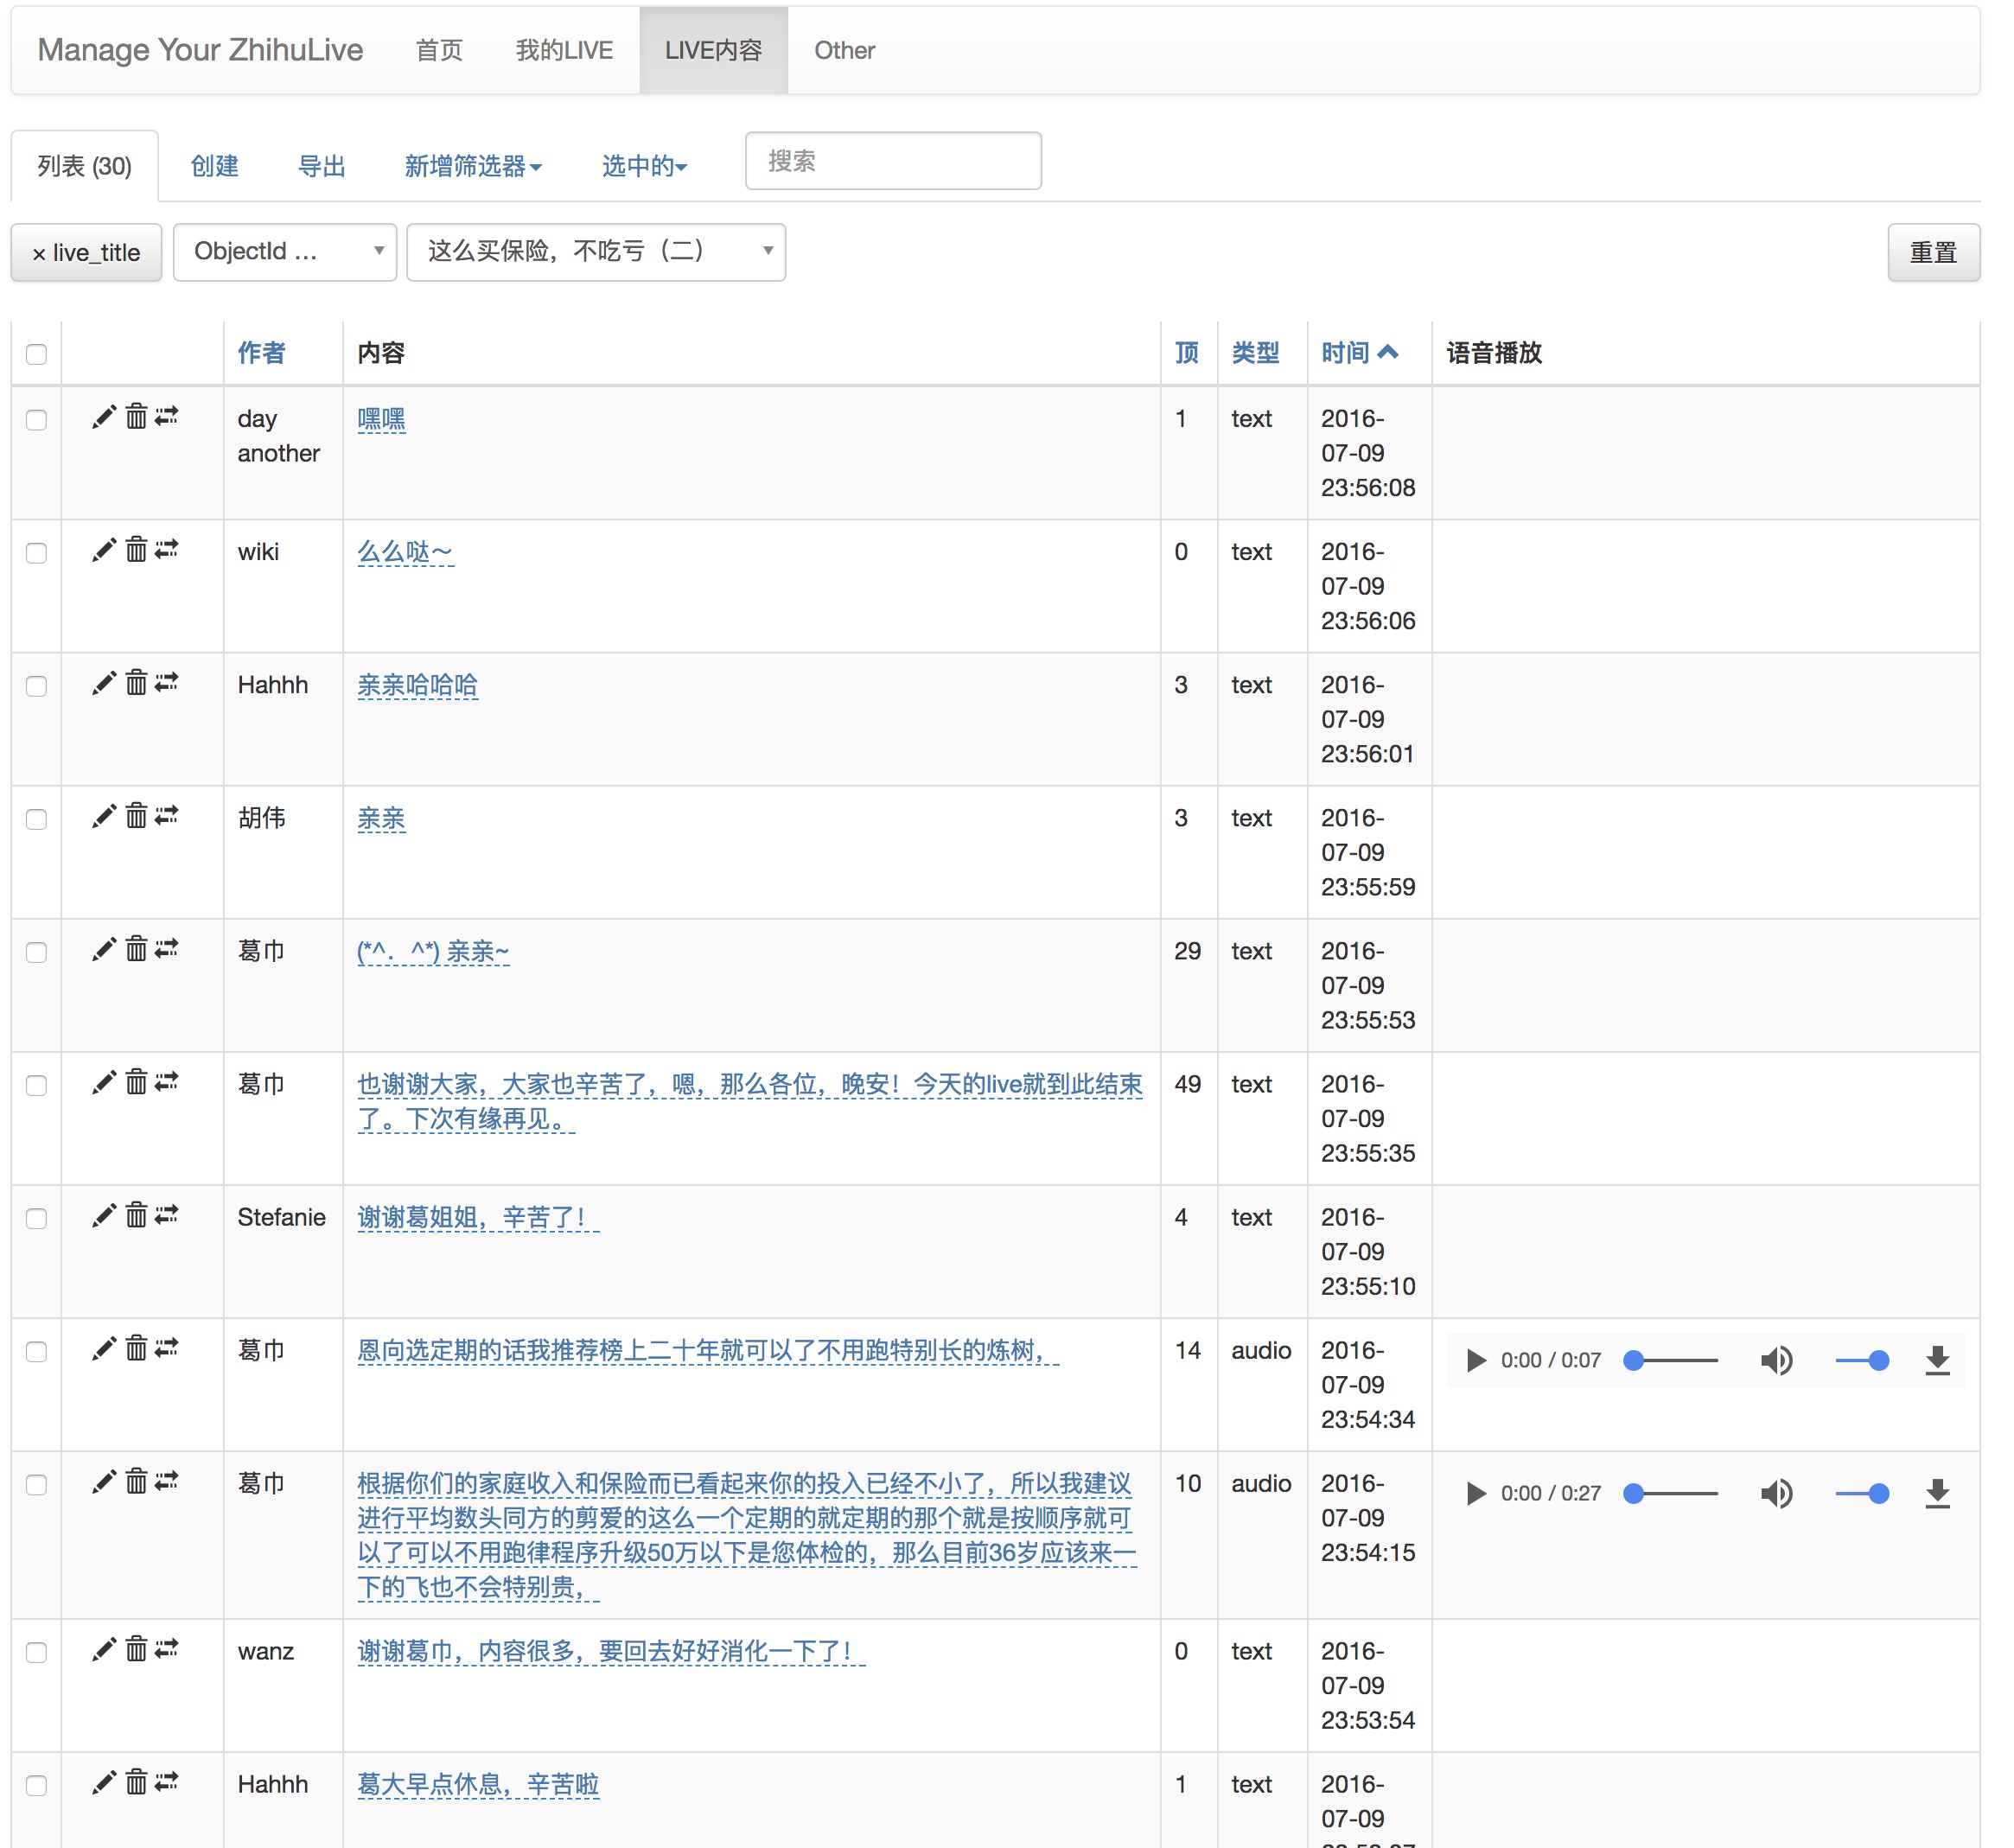 Manage Your ZhihuLive 首页 我的LIVE LIVE内容 Other
列表 (30) 创建 导出 新增筛选器 选中的 搜索
× live_title ObjectId ... 这么买保险，不吃亏（二） 重置
作者 内容 顶 类型 时间 语音播放
day another 嘿嘿 1 text 2016-07-09 23:56:08
wiki 么么哒～ 0 text 2016-07-09 23:56:06
Hahhh 亲亲哈哈哈 3 text 2016-07-09 23:56:01
胡伟 亲亲 3 text 2016-07-09 23:55:59
葛巾 (*^．^*) 亲亲~ 29 text 2016-07-09 23:55:53
葛巾 也谢谢大家，大家也辛苦了，嗯，那么各位，晚安！今天的live就到此结束
了。下次有缘再见。 49 text 2016-07-09 23:55:35
Stefanie 谢谢葛姐姐，辛苦了！ 4 text 2016-07-09 23:55:10
葛巾 恩向选定期的话我推荐榜上二十年就可以了不用跑特别长的炼树， 14 audio 2016-07-09 23:54:34 0:00 / 0:07
葛巾 根据你们的家庭收入和保险而已看起来你的投入已经不小了，所以我建议
进行平均数头同方的剪爱的这么一个定期的就定期的那个就是按顺序就可
以了可以不用跑律程序升级50万以下是您体检的，那么目前36岁应该来一
下的飞也不会特别贵， 10 audio 2016-07-09 23:54:15 0:00 / 0:27
wanz 谢谢葛巾，内容很多，要回去好好消化一下了！ 0 text 2016-07-09 23:53:54
Hahhh 葛大早点休息，辛苦啦 1 text 2016-07-09